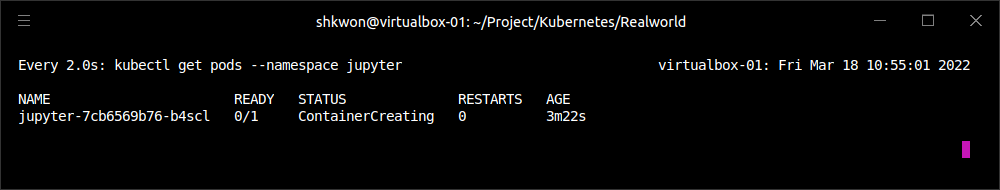 shkwon@virtualbox-01: ~/Project/Kubernetes/Realworld
Every 2.0s: kubectl get pods --namespace jupyter virtualbox-01: Fri Mar 18 10:55:01 2022
NAME READY STATUS RESTARTS AGE
jupyter-7cb6569b76-b4scl 0/1 ContainerCreating 0 3m22s